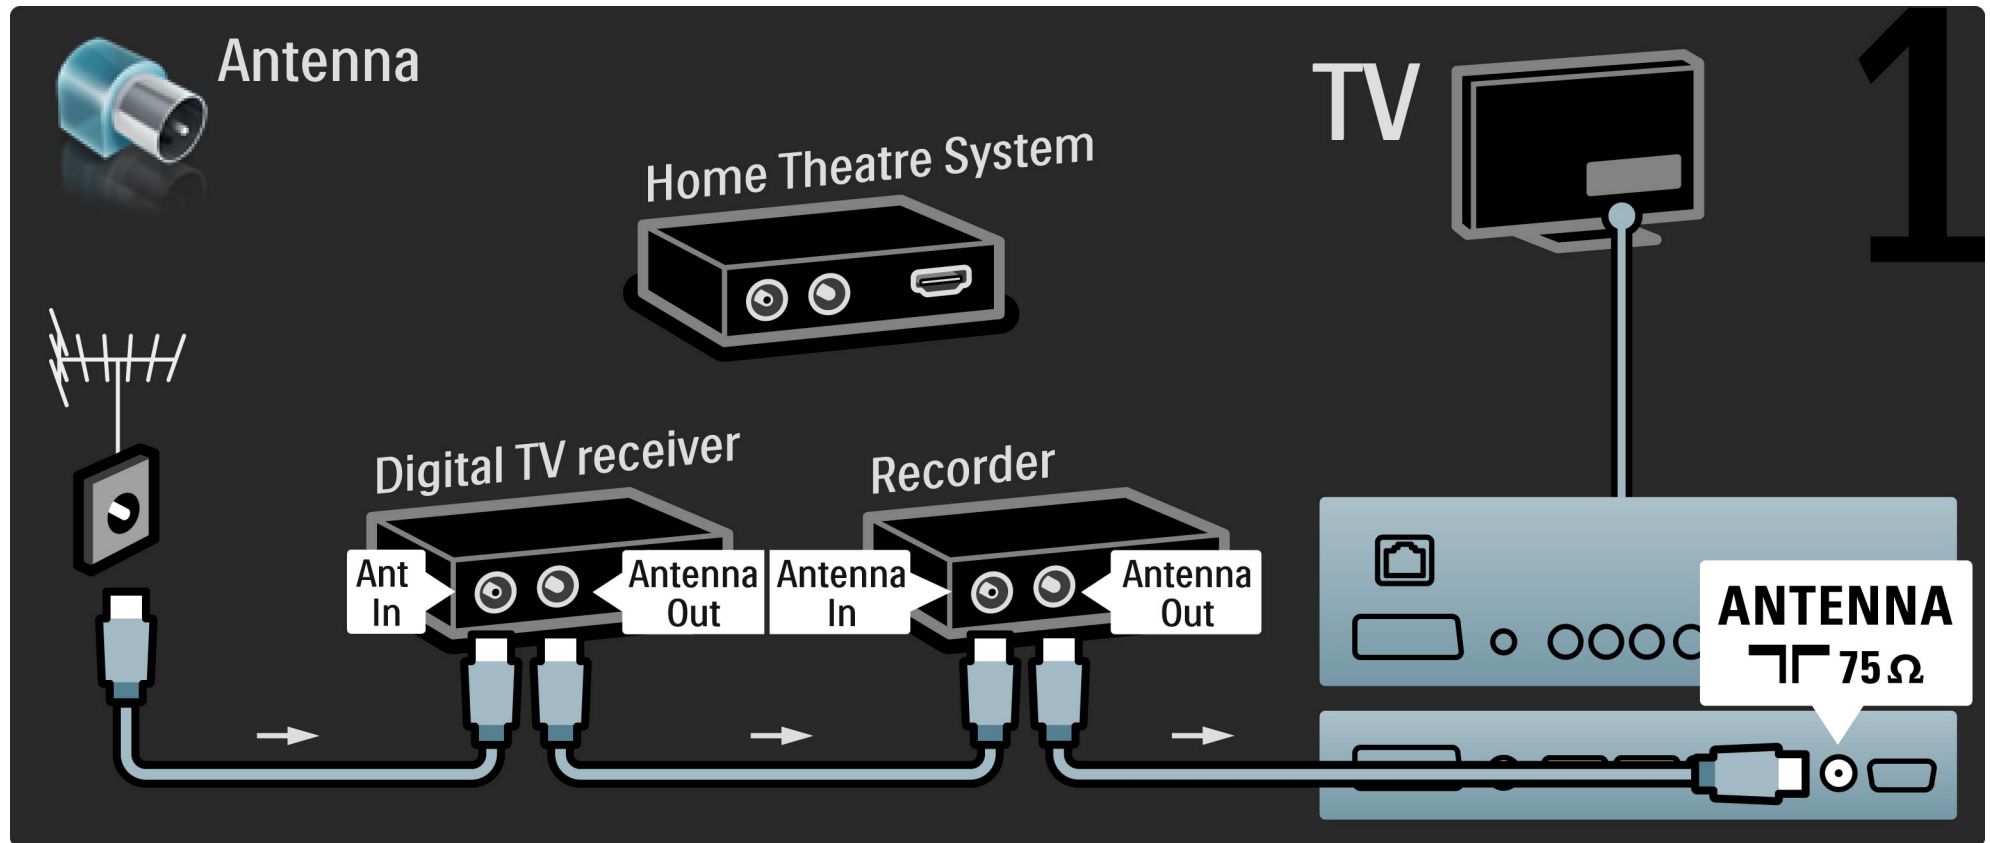 Antenna
TV
1
Home Theatre System
Digital TV receiver
Recorder
Ant
In
Antenna
Out
Antenna
In
Antenna
Out
ANTENNA
75 Ω